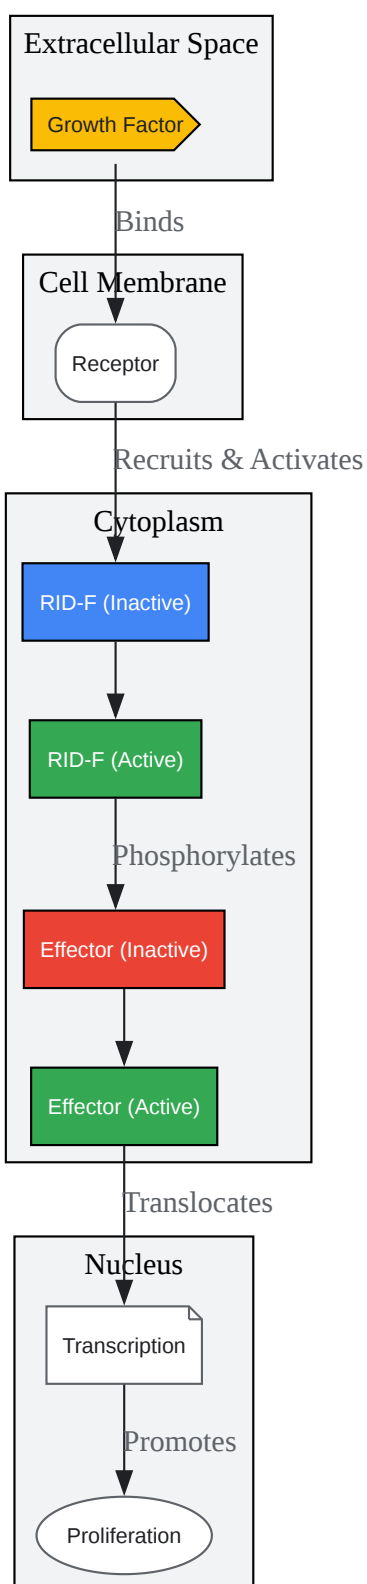 Extracellular Space
Growth Factor
Binds
Cell Membrane
Receptor
Recruits & Activates
Cytoplasm
RID-F (Inactive)
RID-F (Active)
Phosphorylates
Effector (Inactive)
Effector (Active)
Translocates
Nucleus
Transcription
Promotes
Proliferation